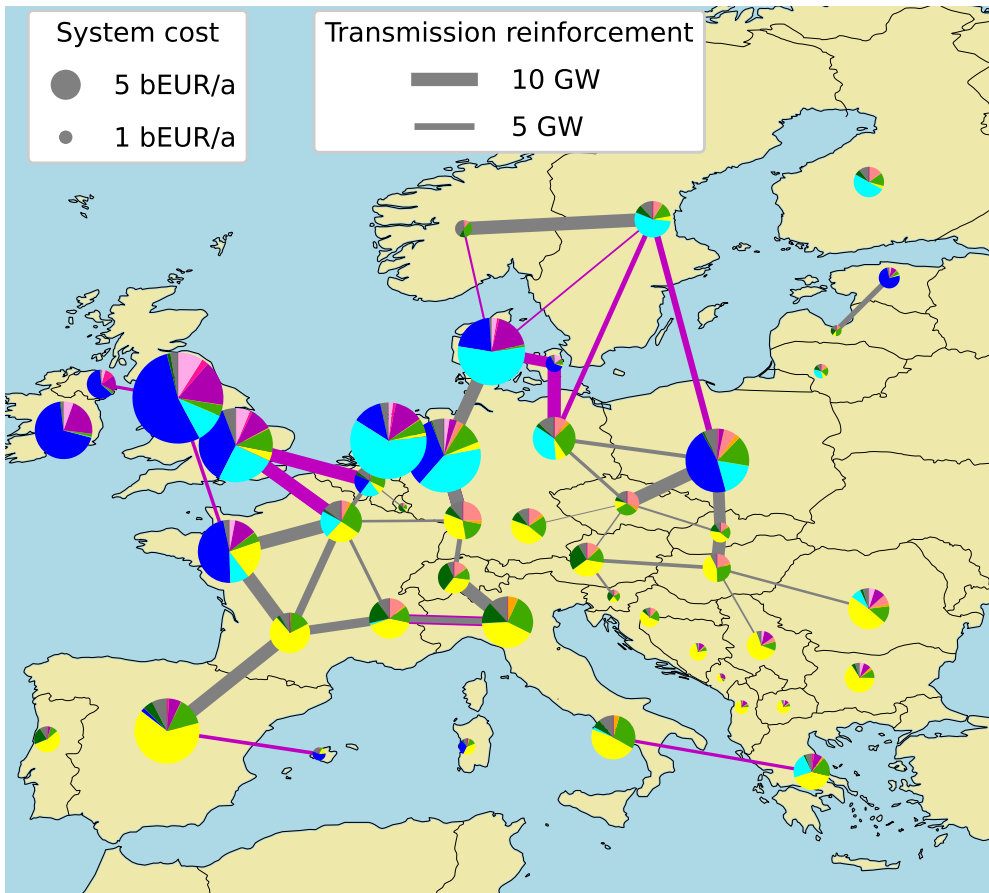 System cost
5 bEUR/a
1 bEUR/a
Transmission reinforcement
10 GW
5 GW